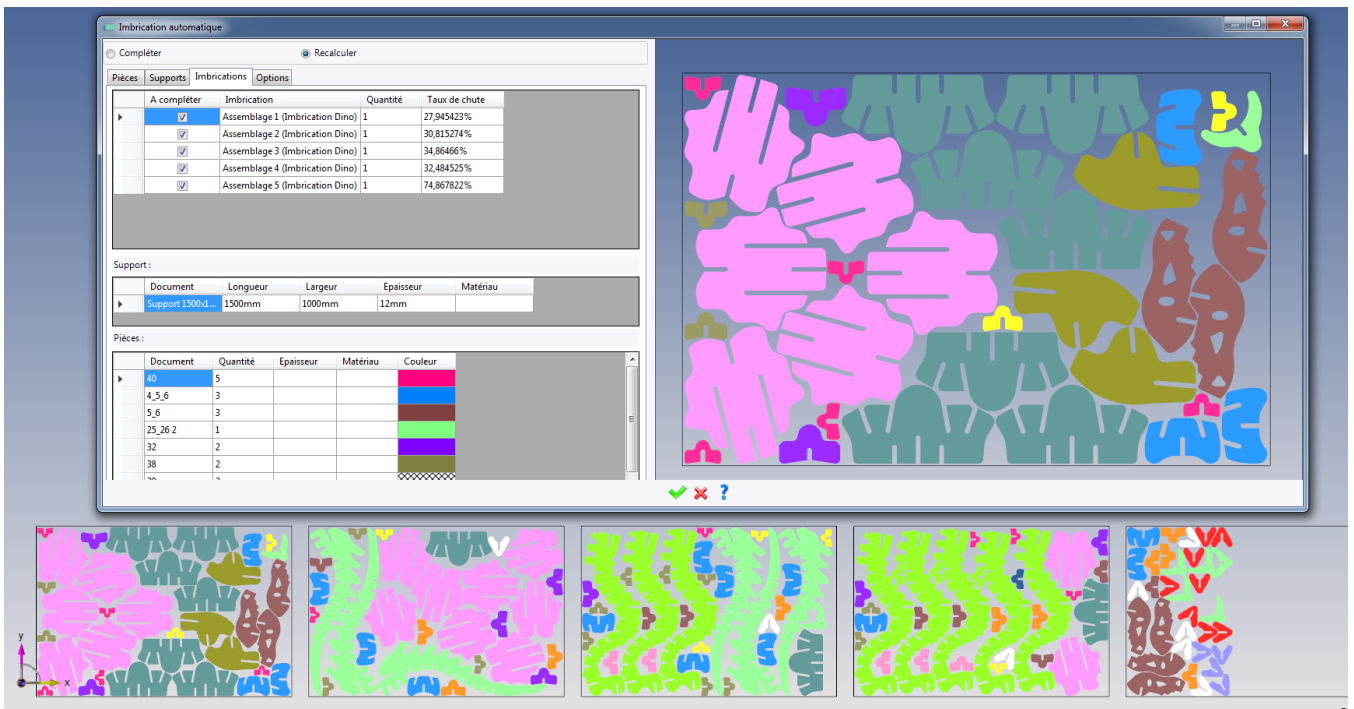 Imbrication automatique
Compléter Recalculer
Pièces Supports Imbrications Options
A compléter Imbrication Quantité Taux de chute
Assemblage 1 (Imbrication Dino) 1 27,945423%
Assemblage 2 (Imbrication Dino) 1 30,815274%
Assemblage 3 (Imbrication Dino) 1 34,86466%
Assemblage 4 (Imbrication Dino) 1 32,484525%
Assemblage 5 (Imbrication Dino) 1 74,867822%
Support :
Document Longueur Largeur Epaisseur Matériau
Support 1500x1... 1500mm 1000mm 12mm
Pièces :
Document Quantité Epaisseur Matériau Couleur
40 5
4_5_6 3
5_6 3
25_26 2 1
32 2
38 2
y
x